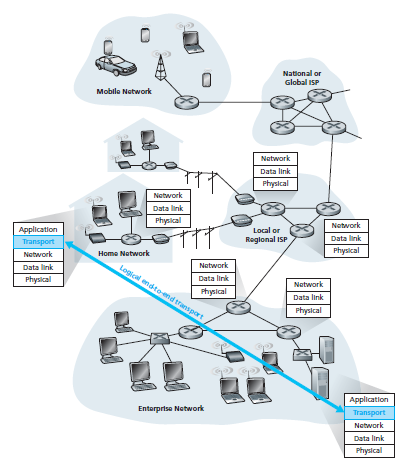 Mobile Network
National or
Global ISP
Network
Data link
Physical
Network
Data link
Physical
Application
Transport
Network
Data link
Physical
Home Network
Local or
Regional ISP
Network
Data link
Physical
Network
Data link
Physical
Network
Data link
Physical
Logical end-to-end transport
Enterprise Network
Application
Transport
Network
Data link
Physical